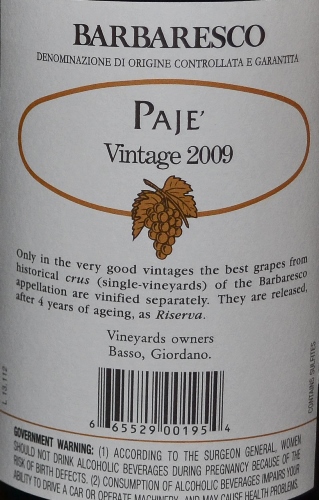 BARBARESCO
DENOMINAZIONE DI ORIGINE CONTROLLATA E GARANTITA
PAJE'
Vintage 2009
Only in the very good vintages the best grapes from
historical crus (single-vineyards) of the Barbaresco
appellation are vinified separately. They are released,
after 4 years of ageing, as Riserva.
Vineyards owners
Basso, Giordano.
L 13.112
CONTAINS SULFITES
6 65529 00195 4
GOVERNMENT WARNING: (1) ACCORDING TO THE SURGEON GENERAL, WOMEN
SHOULD NOT DRINK ALCOHOLIC BEVERAGES DURING PREGNANCY BECAUSE OF THE
RISK OF BIRTH DEFECTS. (2) CONSUMPTION OF ALCOHOLIC BEVERAGES IMPAIRS YOUR
ABILITY TO DRIVE A CAR OR OPERATE MACHINERY, AND MAY CAUSE HEALTH PROBLEMS.